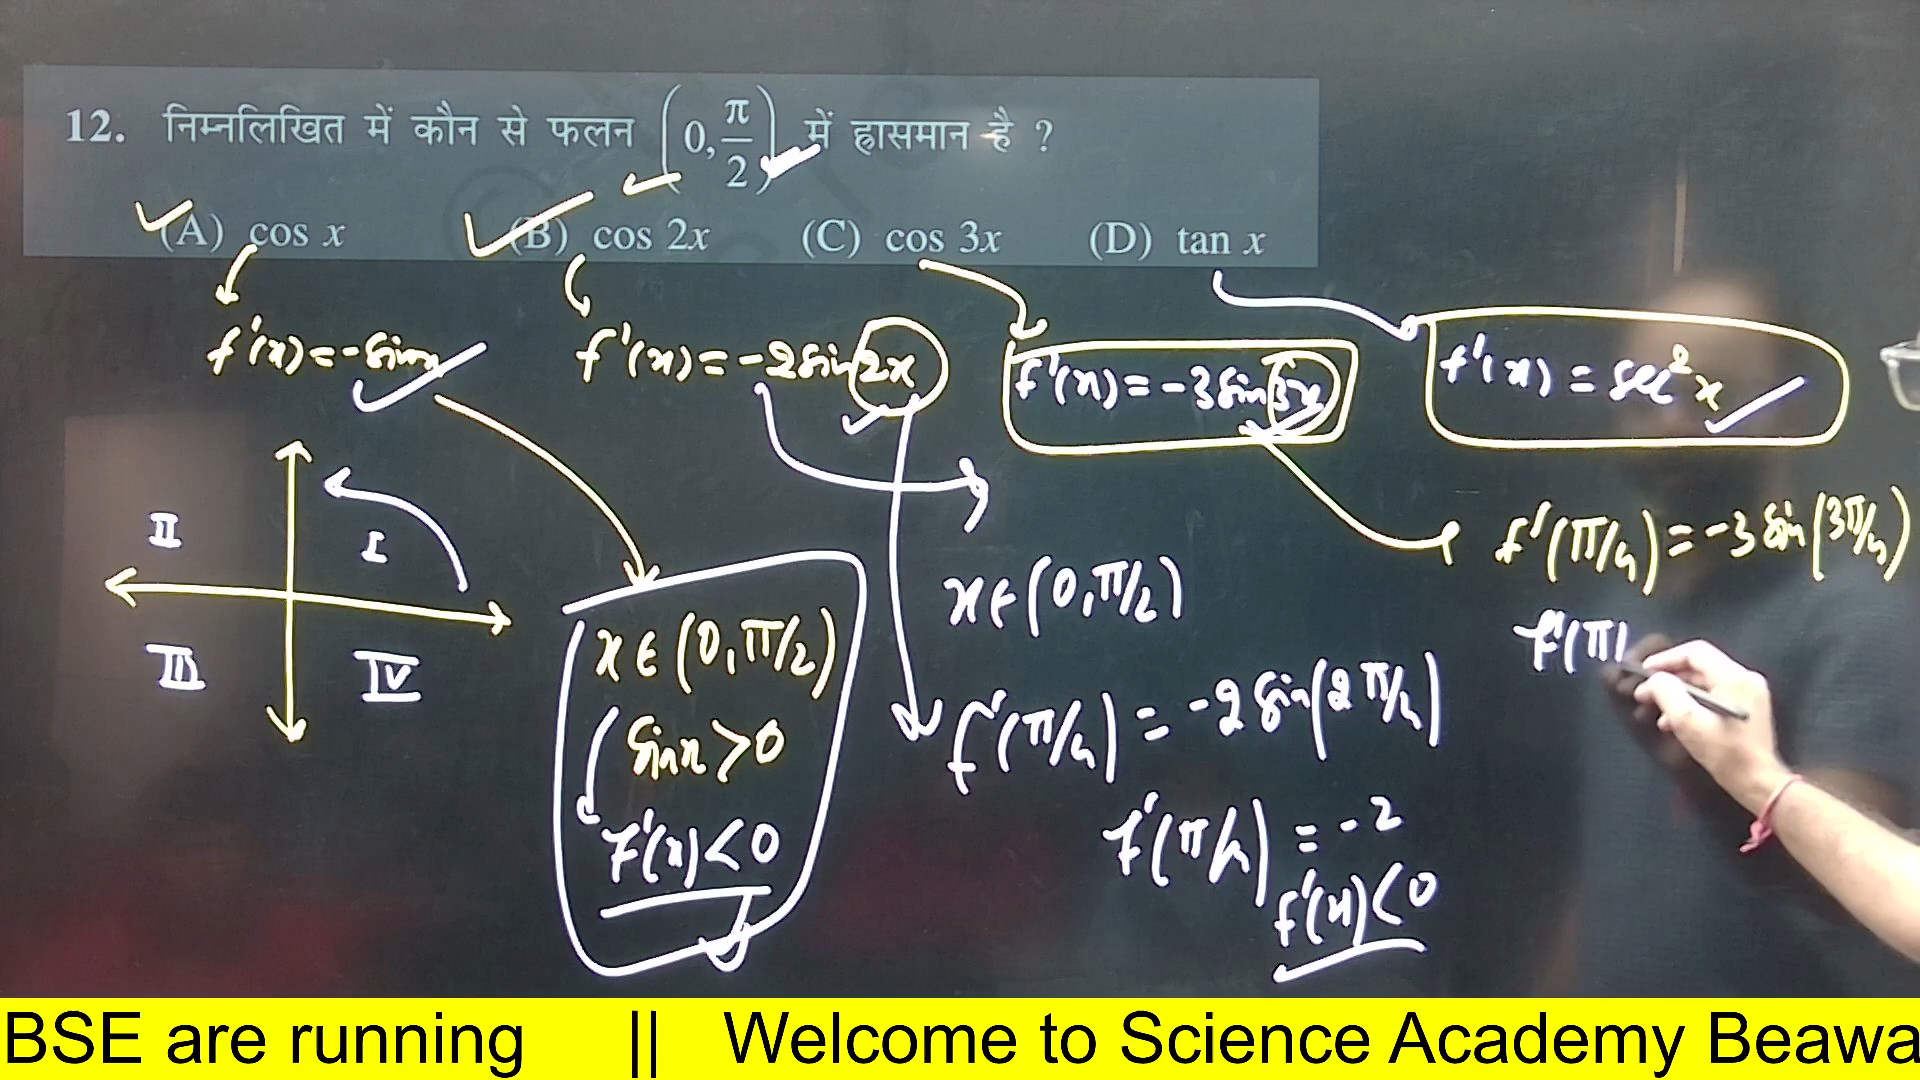 12. निम्नलिखित में कौन से फलन (0, π/2) में ह्रासमान है ?
(A) cos x (B) cos 2x (C) cos 3x (D) tan x
f'(x) = -sinx
f'(x) = -2sin2x
f'(x) = -3sin3x
f'(x) = sec²x
II
I
III
IV
x ∈ (0, π/2)
sinx > 0
f'(x) < 0
x ∈ (0, π/2)
f'(π/4) = -2 sin(2π/4)
f'(π/4) = -2
f'(x) < 0
f'(π/4) = -3 sin(3π/4)
f'(π/
BSE are running || Welcome to Science Academy Beawa